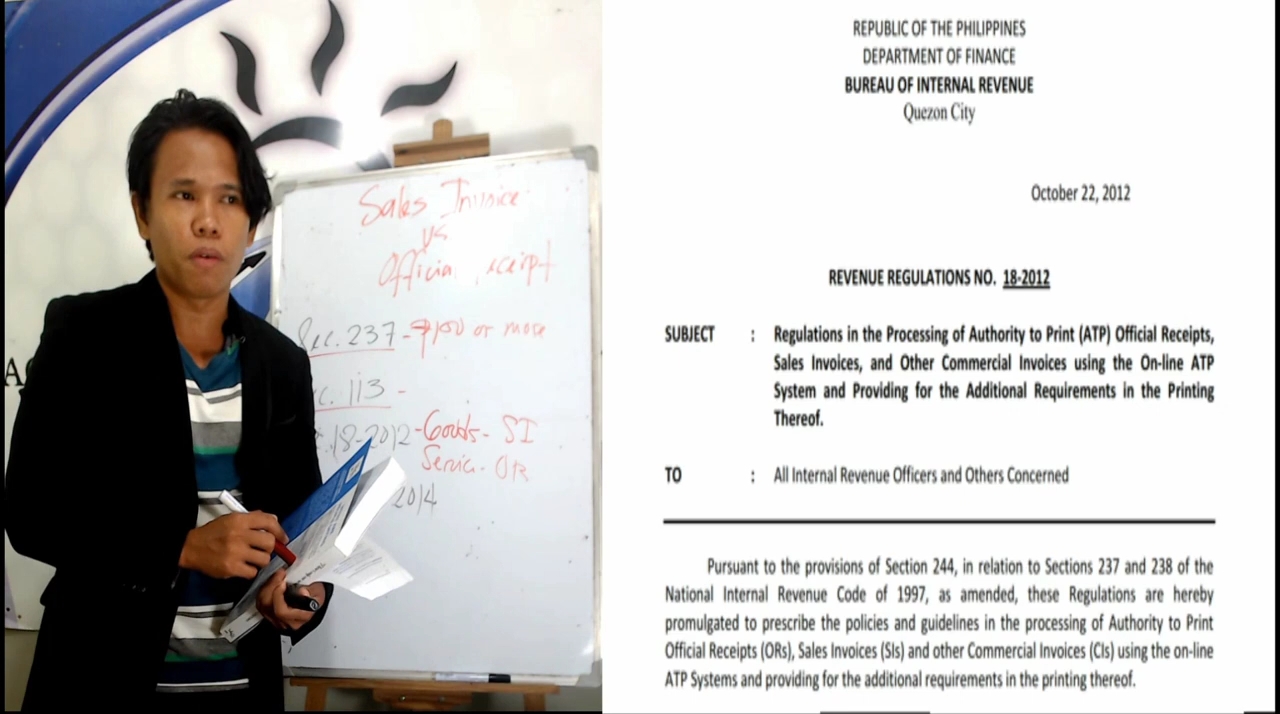 Sales Invoice
vs
Official eceipt
Sec. 237 - ₱150 or more
c. 113 -
. 18-2012 - Goods - SI
Service - OR
2014
A
REPUBLIC OF THE PHILIPPINES
DEPARTMENT OF FINANCE
BUREAU OF INTERNAL REVENUE
Quezon City
October 22, 2012
REVENUE REGULATIONS NO. 18-2012
SUBJECT : Regulations in the Processing of Authority to Print (ATP) Official Receipts,
Sales Invoices, and Other Commercial Invoices using the On-line ATP
System and Providing for the Additional Requirements in the Printing
Thereof.
TO : All Internal Revenue Officers and Others Concerned
Pursuant to the provisions of Section 244, in relation to Sections 237 and 238 of the
National Internal Revenue Code of 1997, as amended, these Regulations are hereby
promulgated to prescribe the policies and guidelines in the processing of Authority to Print
Official Receipts (ORs), Sales Invoices (SIs) and other Commercial Invoices (CIs) using the on-line
ATP Systems and providing for the additional requirements in the printing thereof.